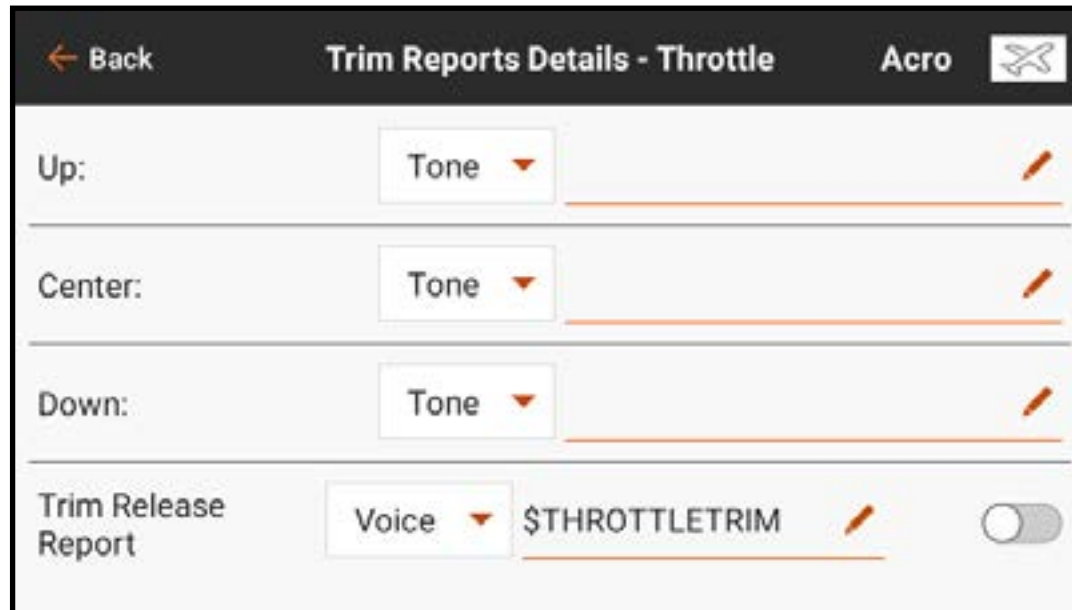 Back Trim Reports Details - Throttle Acro
Up: Tone
Center: Tone
Down: Tone
Trim Release
Report
Voice $THROTTLETRIM